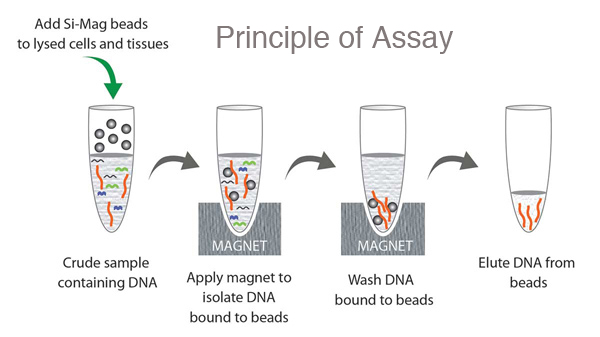 Add Si-Mag beads
to lysed cells and tissues
Principle of Assay
MAGNET
MAGNET
Crude sample
containing DNA
Apply magnet to
isolate DNA
bound to beads
Wash DNA
bound to beads
Elute DNA from
beads